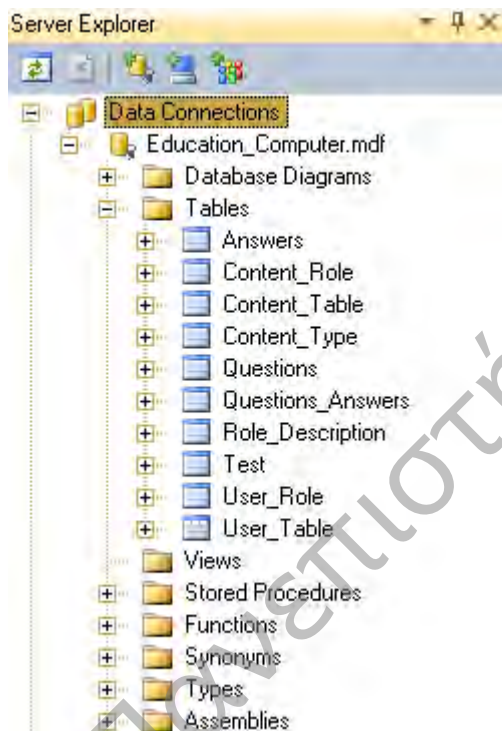 Server Explorer
Data Connections
Education_Computer.mdf
Database Diagrams
Tables
Answers
Content_Role
Content_Table
Content_Type
Questions
Questions_Answers
Role_Description
Test
User_Role
User_Table
Views
Stored Procedures
Functions
Synonyms
Types
Assemblies